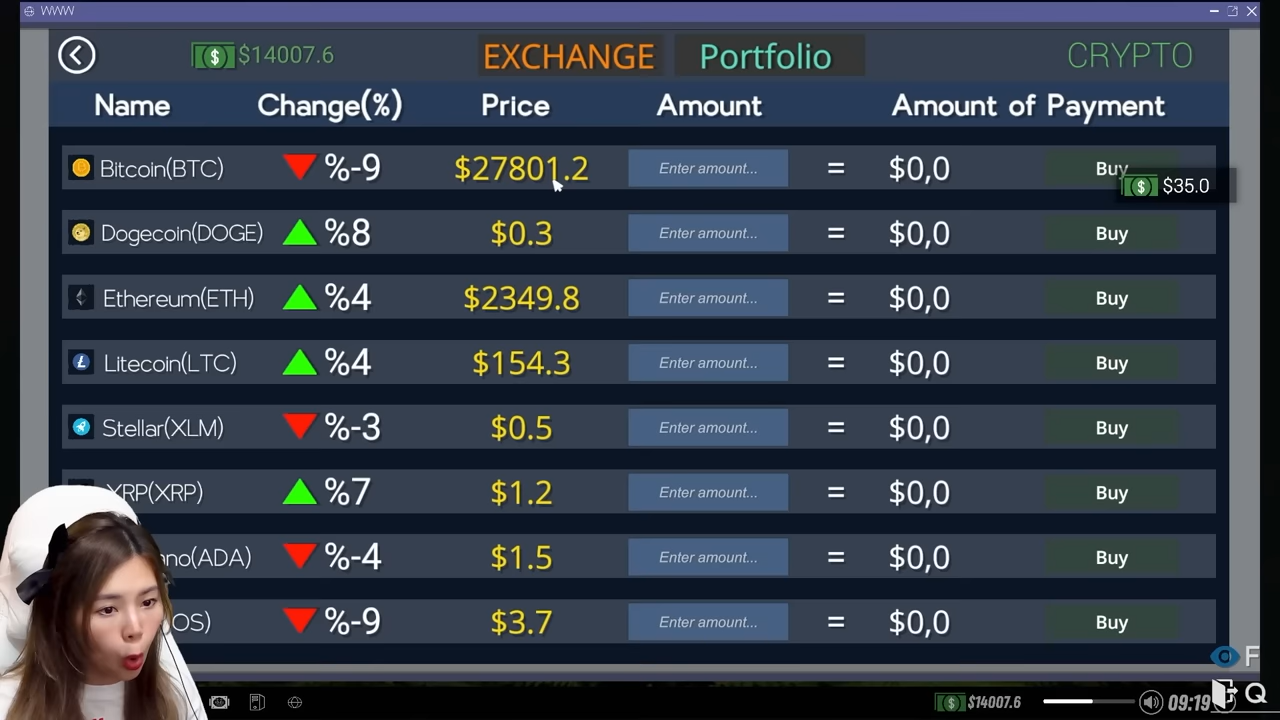 WWW
$14007.6 EXCHANGE Portfolio CRYPTO
Name Change(%) Price Amount Amount of Payment
Bitcoin(BTC) %-9 $27801.2 Enter amount... = $0,0 Buy
$35.0
Dogecoin(DOGE) %8 $0.3 Enter amount... = $0,0 Buy
Ethereum(ETH) %4 $2349.8 Enter amount... = $0,0 Buy
Litecoin(LTC) %4 $154.3 Enter amount... = $0,0 Buy
Stellar(XLM) %-3 $0.5 Enter amount... = $0,0 Buy
XRP(XRP) %7 $1.2 Enter amount... = $0,0 Buy
ano(ADA) %-4 $1.5 Enter amount... = $0,0 Buy
OS) %-9 $3.7 Enter amount... = $0,0 Buy
F
$14007.6 09:19 Q